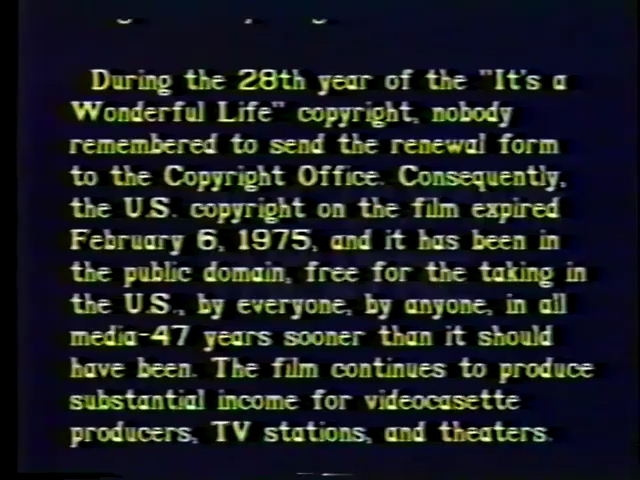 During the 28th year of the "It's a
Wonderful Life" copyright, nobody
remembered to send the renewal form
to the Copyright Office. Consequently,
the U.S. copyright on the film expired
February 6, 1975, and it has been in
the public domain, free for the taking in
the U.S., by everyone, by anyone, in all
media-47 years sooner than it should
have been. The film continues to produce
substantial income for videocasette
producers, TV stations, and theaters.